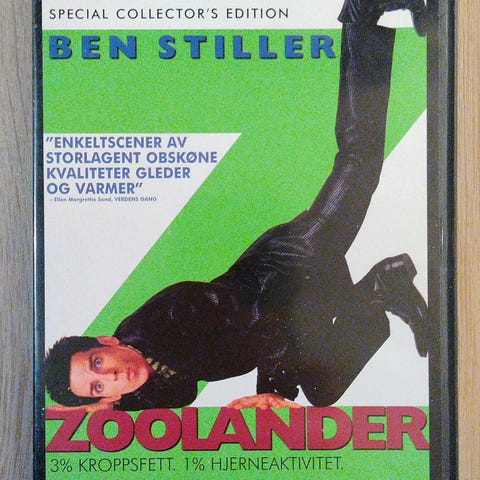 SPECIAL COLLECTOR'S EDITION
BEN STILLER
"ENKELTSCENER AV
STORLAGENT OBSKØNE
KVALITETER GLEDER
OG VARMER"
- Ellen Margrethe Sand, VERDENS GANG
ZOOLANDER
3% KROPPSFETT. 1% HJERNEAKTIVITET.